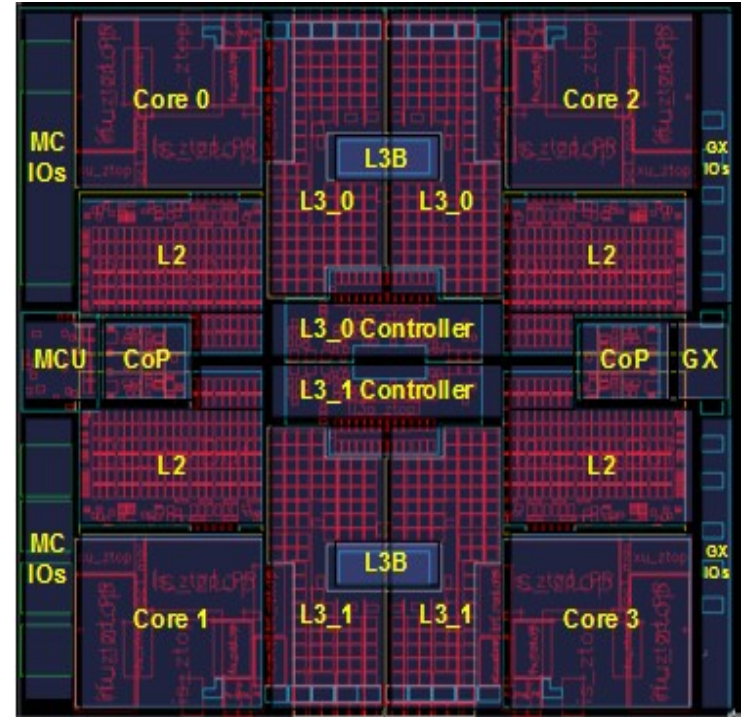 Core 0
Core 2
MC
IOs
GX
IOs
L3B
L3_0
L3_0
L2
L2
L3_0 Controller
MCU
CoP
CoP
GX
L3_1 Controller
L2
L2
MC
IOs
GX
IOs
L3B
Core 1
L3_1
L3_1
Core 3